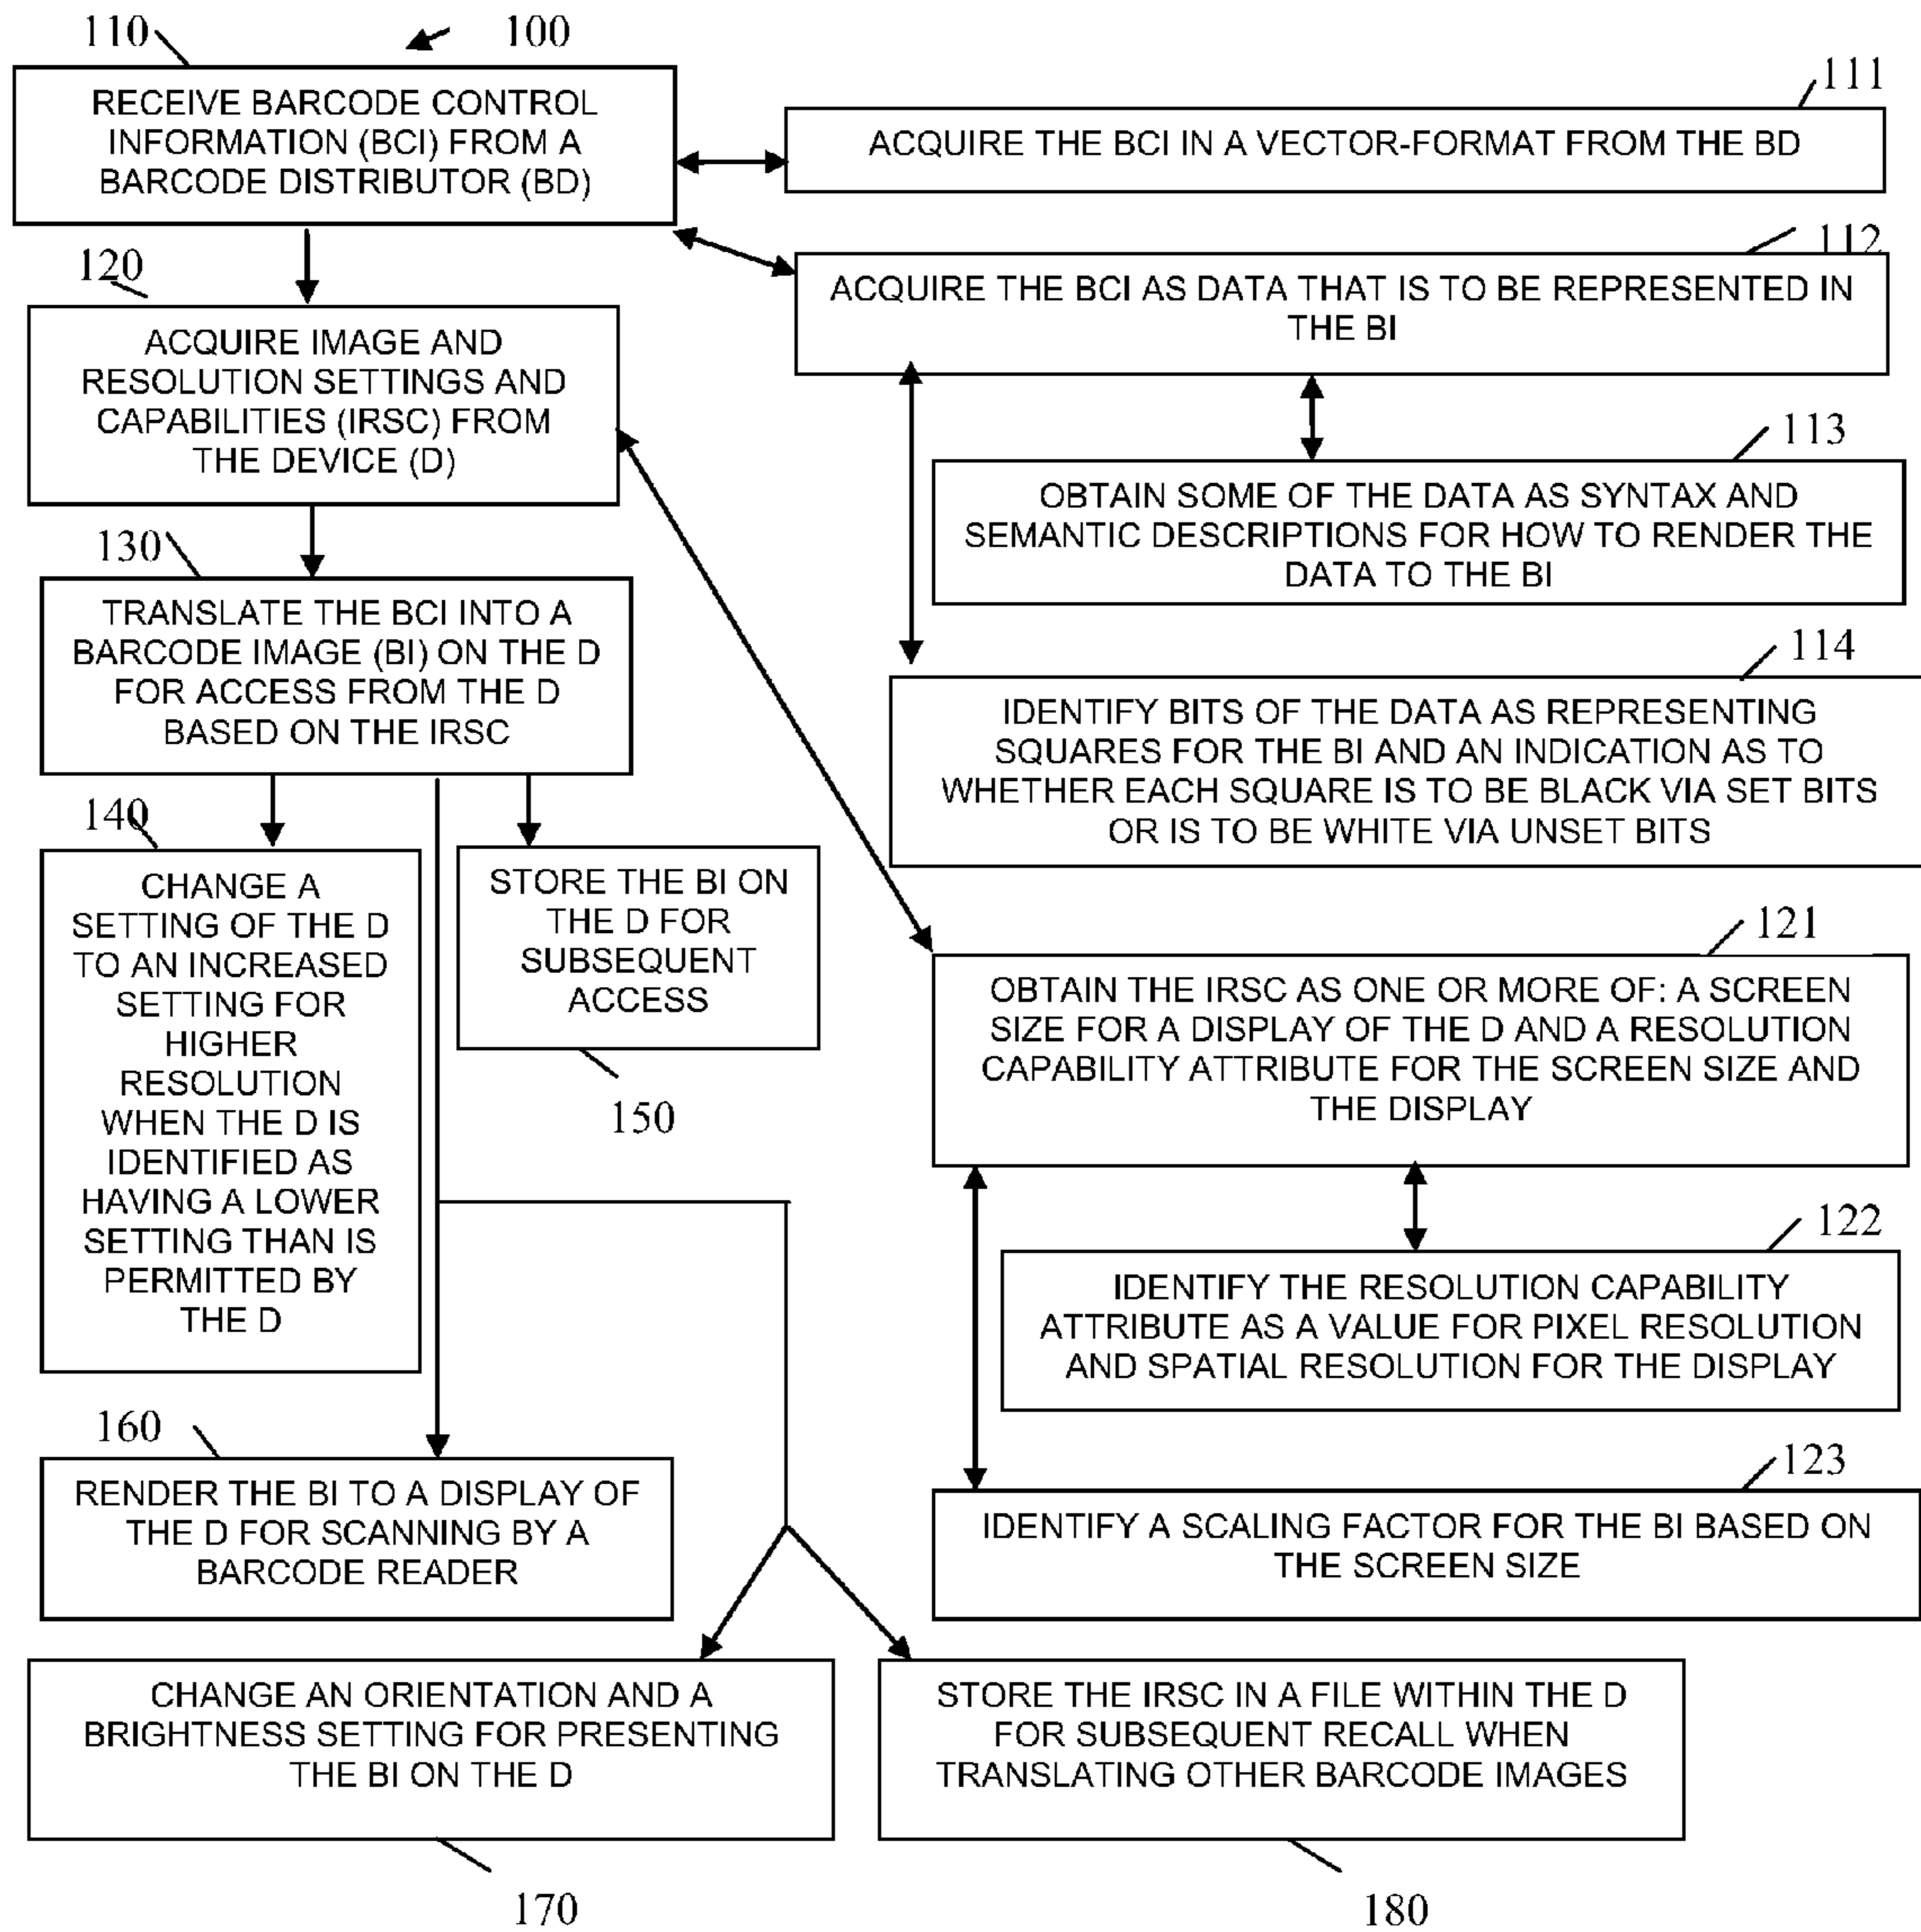 110
100
RECEIVE BARCODE CONTROL
INFORMATION (BCI) FROM A
BARCODE DISTRIBUTOR (BD)
111
ACQUIRE THE BCI IN A VECTOR-FORMAT FROM THE BD
112
ACQUIRE THE BCI AS DATA THAT IS TO BE REPRESENTED IN
THE BI
120
ACQUIRE IMAGE AND
RESOLUTION SETTINGS AND
CAPABILITIES (IRSC) FROM
THE DEVICE (D)
113
OBTAIN SOME OF THE DATA AS SYNTAX AND
SEMANTIC DESCRIPTIONS FOR HOW TO RENDER THE
DATA TO THE BI
130
TRANSLATE THE BCI INTO A
BARCODE IMAGE (BI) ON THE D
FOR ACCESS FROM THE D
BASED ON THE IRSC
114
IDENTIFY BITS OF THE DATA AS REPRESENTING
SQUARES FOR THE BI AND AN INDICATION AS TO
WHETHER EACH SQUARE IS TO BE BLACK VIA SET BITS
OR IS TO BE WHITE VIA UNSET BITS
140
CHANGE A
SETTING OF THE D
TO AN INCREASED
SETTING FOR
HIGHER
RESOLUTION
WHEN THE D IS
IDENTIFIED AS
HAVING A LOWER
SETTING THAN IS
PERMITTED BY
THE D
STORE THE BI ON
THE D FOR
SUBSEQUENT
ACCESS
150
121
OBTAIN THE IRSC AS ONE OR MORE OF: A SCREEN
SIZE FOR A DISPLAY OF THE D AND A RESOLUTION
CAPABILITY ATTRIBUTE FOR THE SCREEN SIZE AND
THE DISPLAY
122
IDENTIFY THE RESOLUTION CAPABILITY
ATTRIBUTE AS A VALUE FOR PIXEL RESOLUTION
AND SPATIAL RESOLUTION FOR THE DISPLAY
160
RENDER THE BI TO A DISPLAY OF
THE D FOR SCANNING BY A
BARCODE READER
123
IDENTIFY A SCALING FACTOR FOR THE BI BASED ON
THE SCREEN SIZE
CHANGE AN ORIENTATION AND A
BRIGHTNESS SETTING FOR PRESENTING
THE BI ON THE D
170
STORE THE IRSC IN A FILE WITHIN THE D
FOR SUBSEQUENT RECALL WHEN
TRANSLATING OTHER BARCODE IMAGES
180